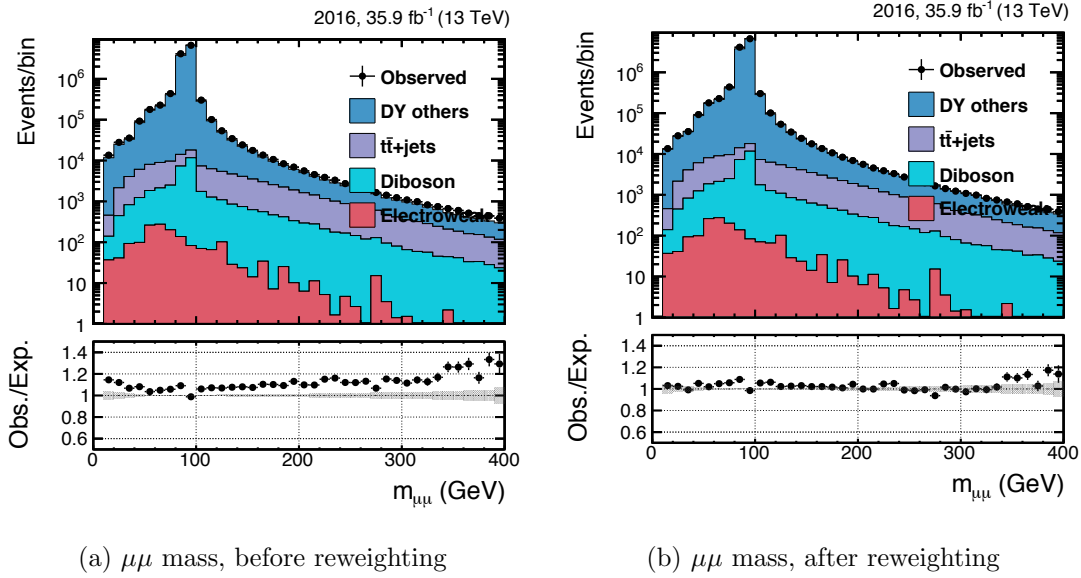 2016, 35.9 fb⁻¹ (13 TeV)
Events/bin
10⁶
10⁵
10⁴
10³
10²
10
1
Observed
DY others
tt̄+jets
Diboson
Electroweak
Obs./Exp.
1.4
1.2
1
0.8
0.6
0 100 200 300 400
m_μμ (GeV)
(a) μμ mass, before reweighting
2016, 35.9 fb⁻¹ (13 TeV)
Events/bin
10⁶
10⁵
10⁴
10³
10²
10
1
Observed
DY others
tt̄+jets
Diboson
Electroweak
Obs./Exp.
1.4
1.2
1
0.8
0.6
0 100 200 300 400
m_μμ (GeV)
(b) μμ mass, after reweighting